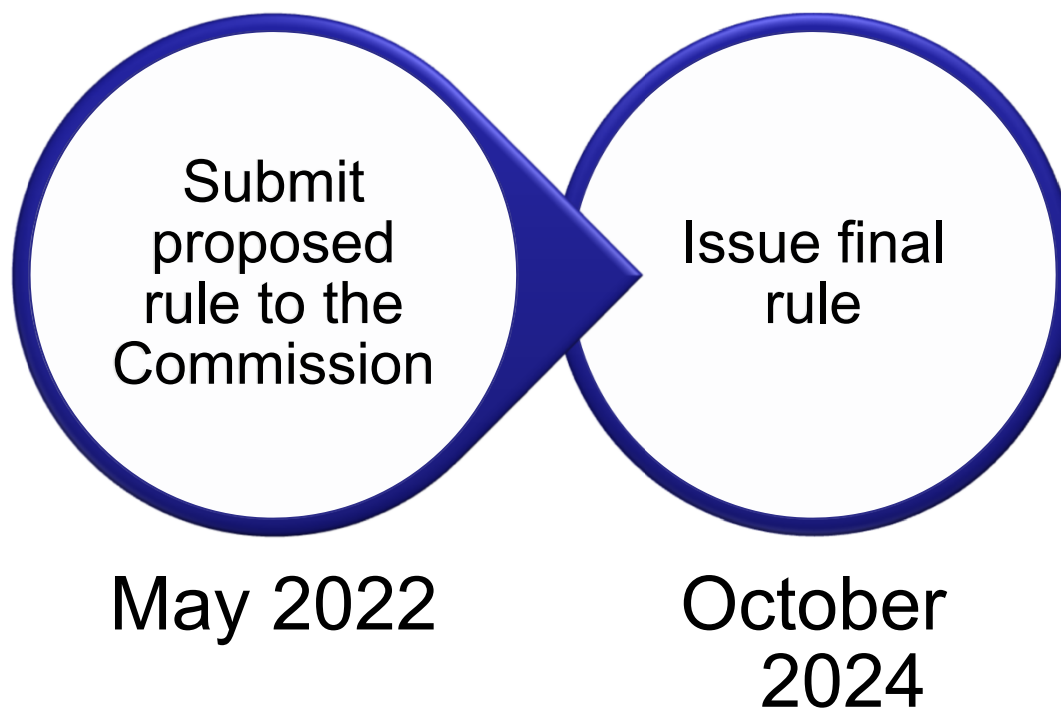 Submit
proposed
rule to the
Commission
Issue final
rule
May 2022
October
2024